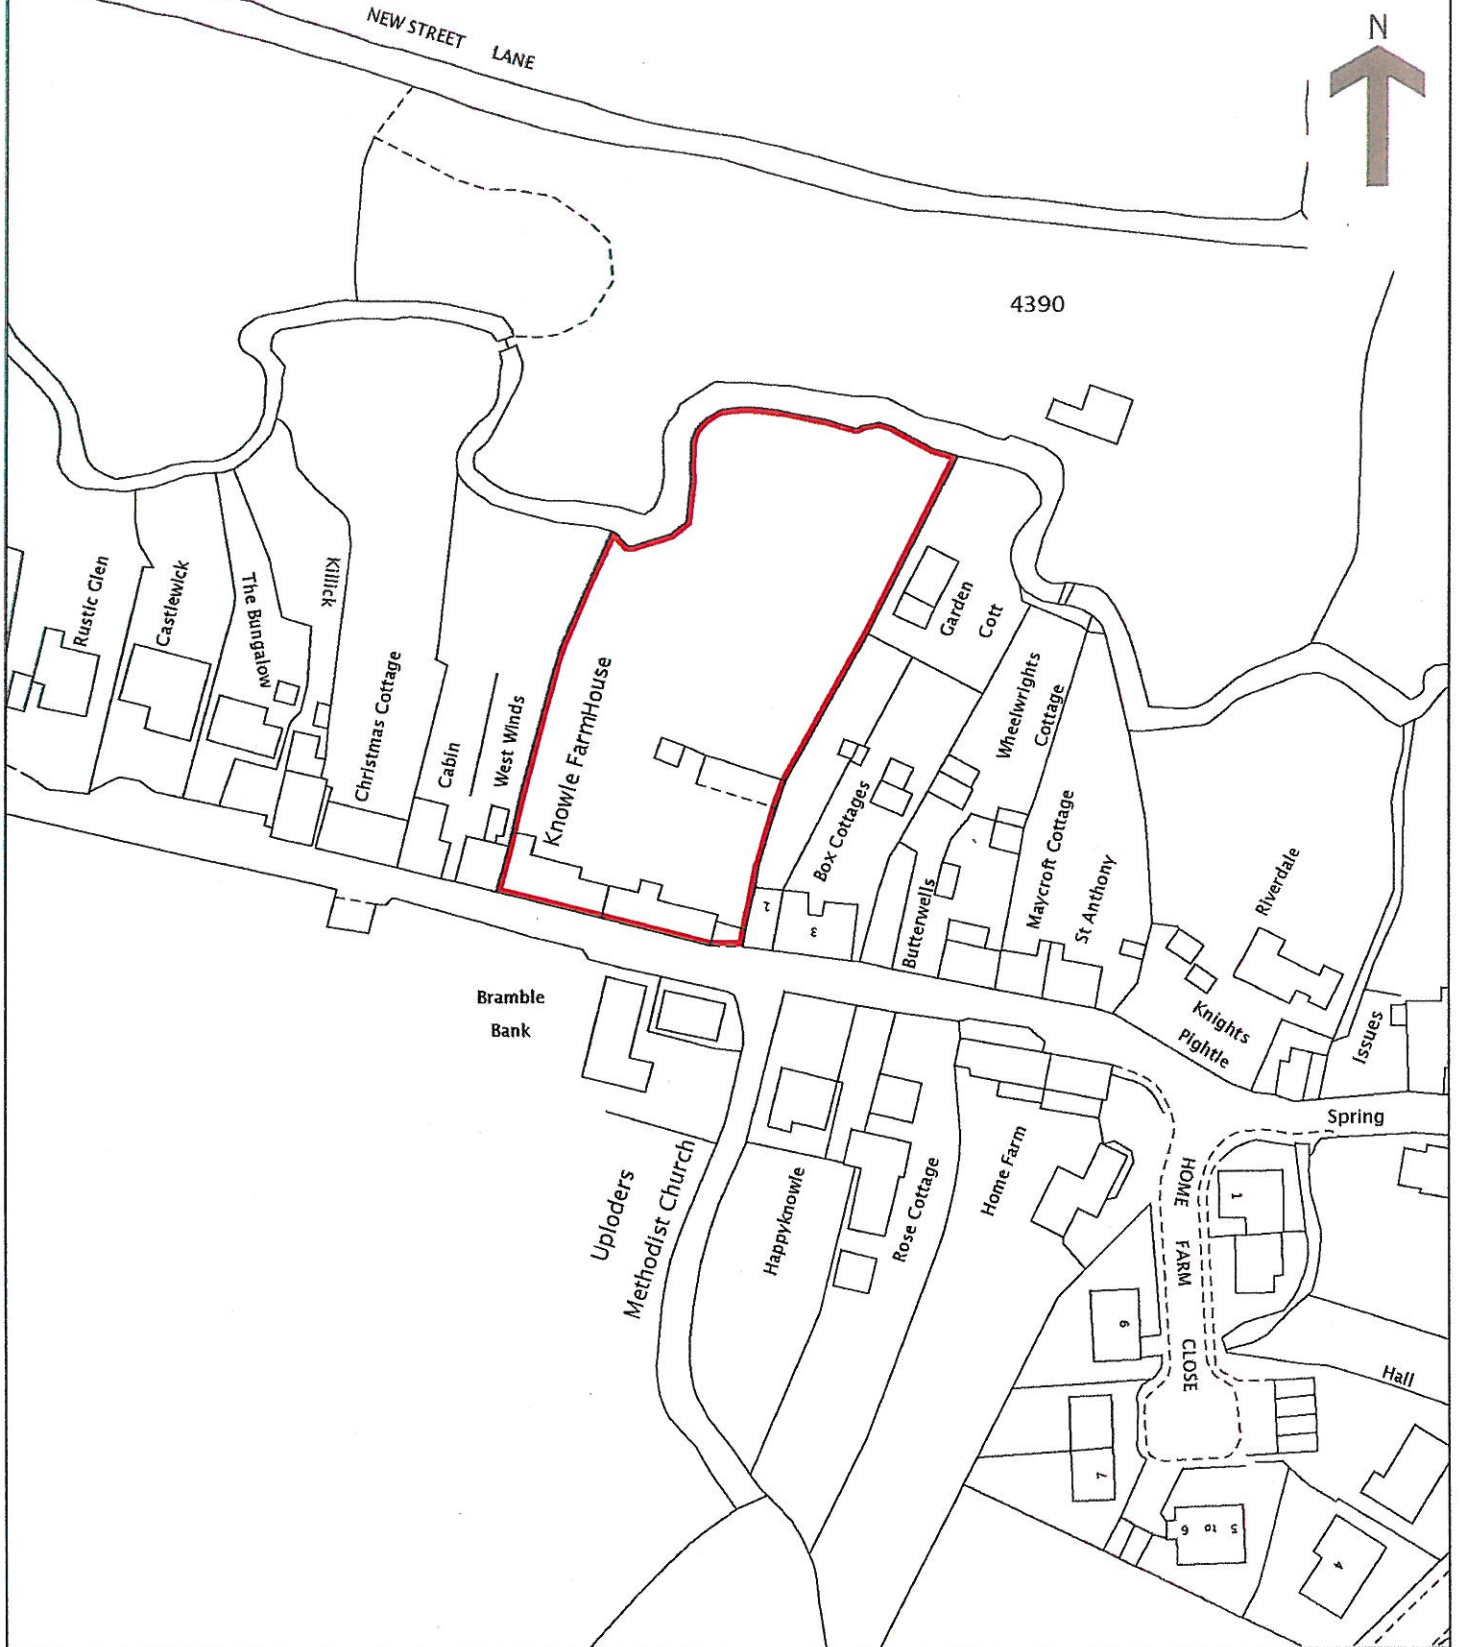 NEW STREET LANE
N
4390
Rustic Glen
Castlewick
The Bungalow
Killick
Christmas Cottage
Cabin
West Winds
Knowle FarmHouse
Garden
Cott
Wheelwrights
Cottage
Box Cottages
Butterwells
Maycroft Cottage
St Anthony
Riverdale
1
3
Knights
Pightle
Issues
Spring
Bramble
Bank
Uploders
Methodist Church
Happyknowle
Rose Cottage
Home Farm
HOME FARM CLOSE
1
Hall
7
5 to 6
4